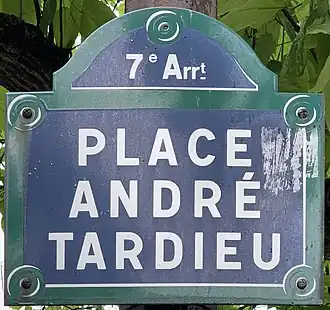 7e Arrt
PLACE
ANDRÉ
TARDIEU